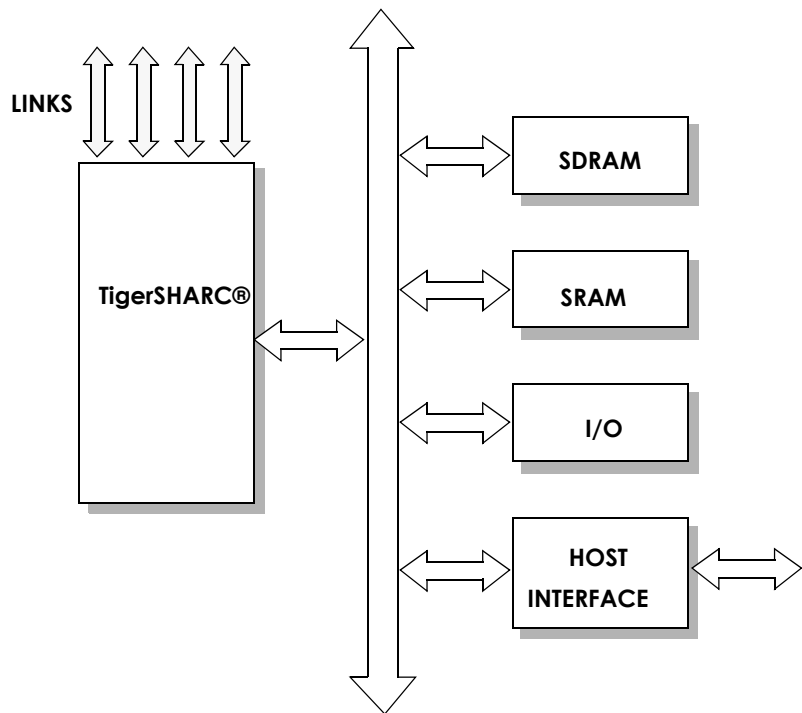 LINKS
SDRAM
TigerSHARC®
SRAM
I/O
HOST
INTERFACE